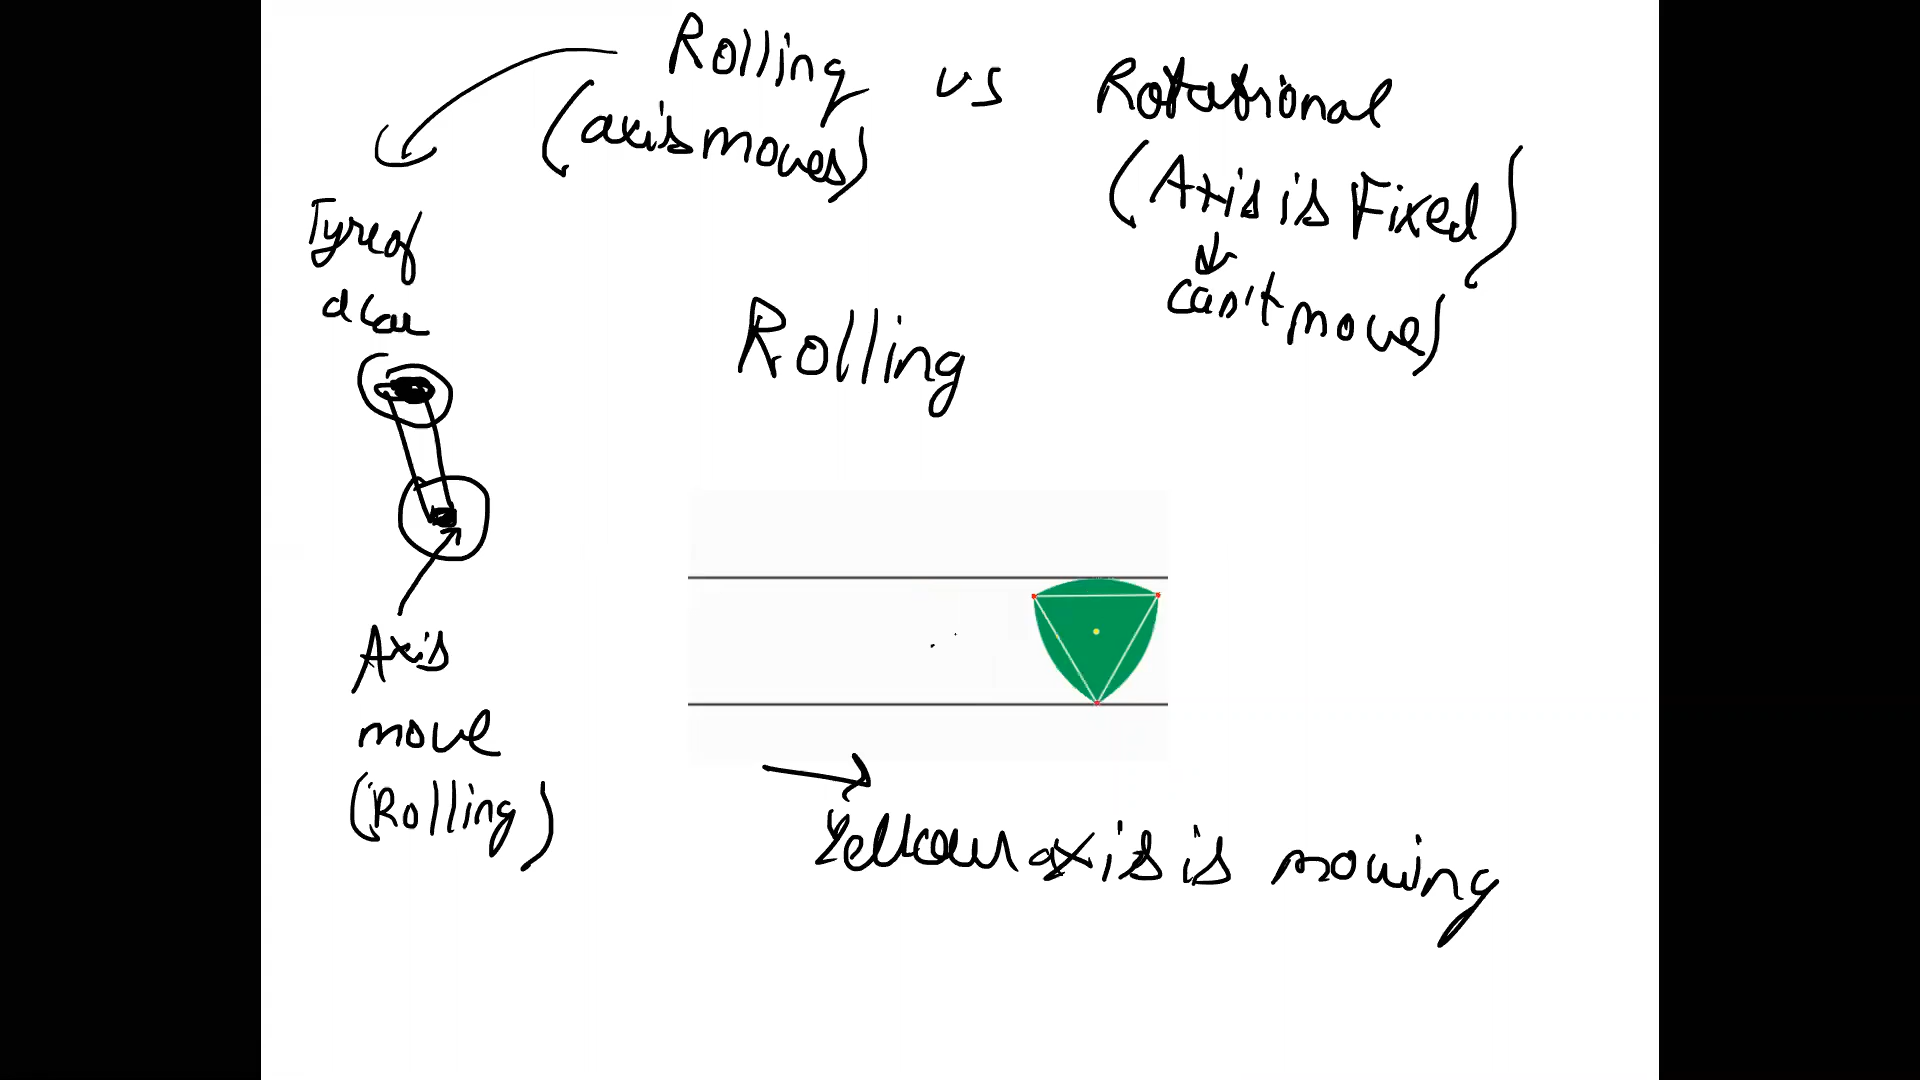 Rolling vs Rotational
(axis moves)
(Axis is Fixed)
can't move)
Tyre of
a car
Rolling
Axis
move
(Rolling)
Yellow axis is moving